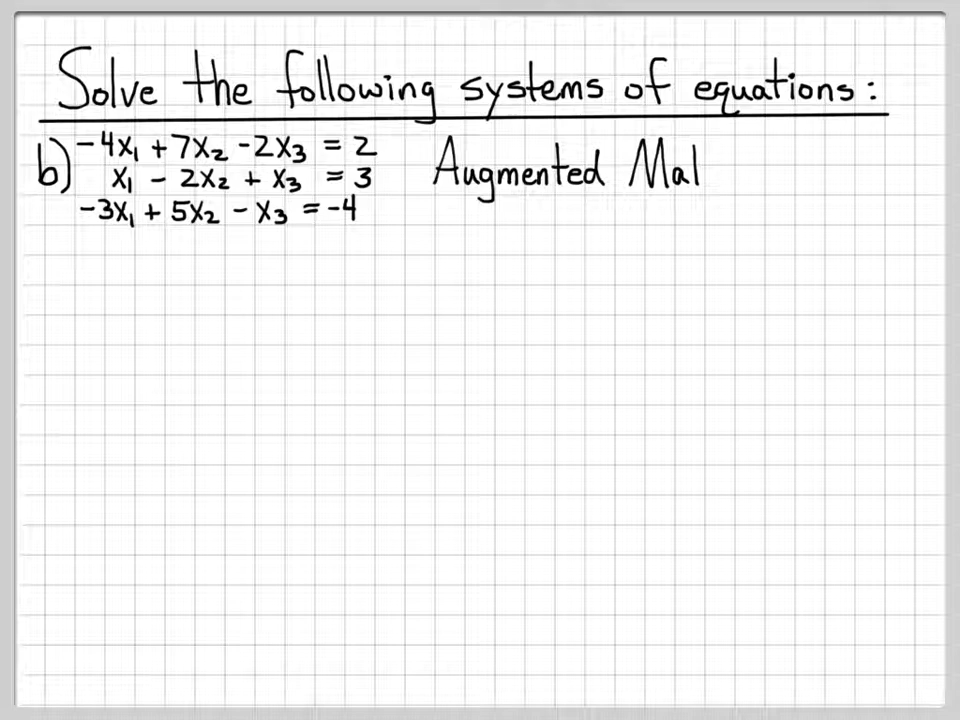 Solve the following systems of equations:
b) -4x₁ + 7x₂ - 2x₃ = 2
x₁ - 2x₂ + x₃ = 3
-3x₁ + 5x₂ - x₃ = -4
Augmented Mal